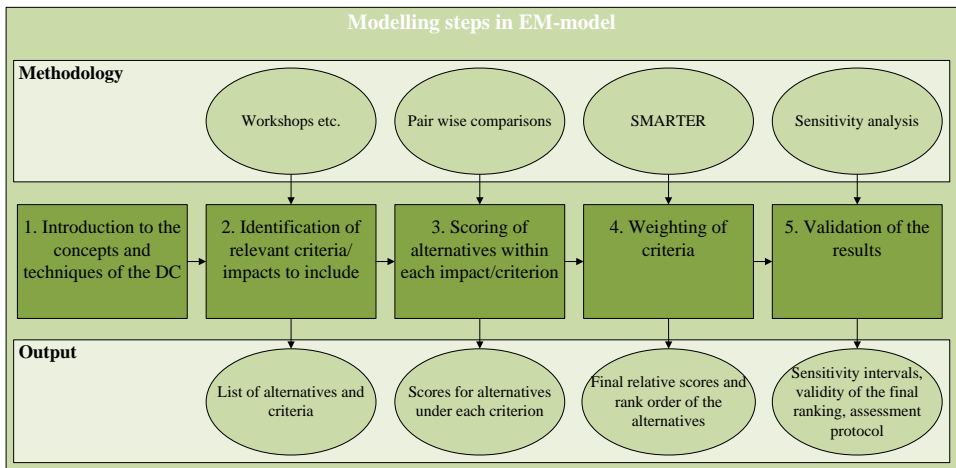 Modelling steps in EM-model
Methodology
Workshops etc.
Pair wise comparisons
SMARTER
Sensitivity analysis
1. Introduction to the
concepts and
techniques of the DC
2. Identification of
relevant criteria/
impacts to include
3. Scoring of
alternatives within
each impact/criterion
4. Weighting of
criteria
5. Validation of the
results
Output
List of alternatives and
criteria
Scores for alternatives
under each criterion
Final relative scores and
rank order of the
alternatives
Sensitivity intervals,
validity of the final
ranking, assessment
protocol